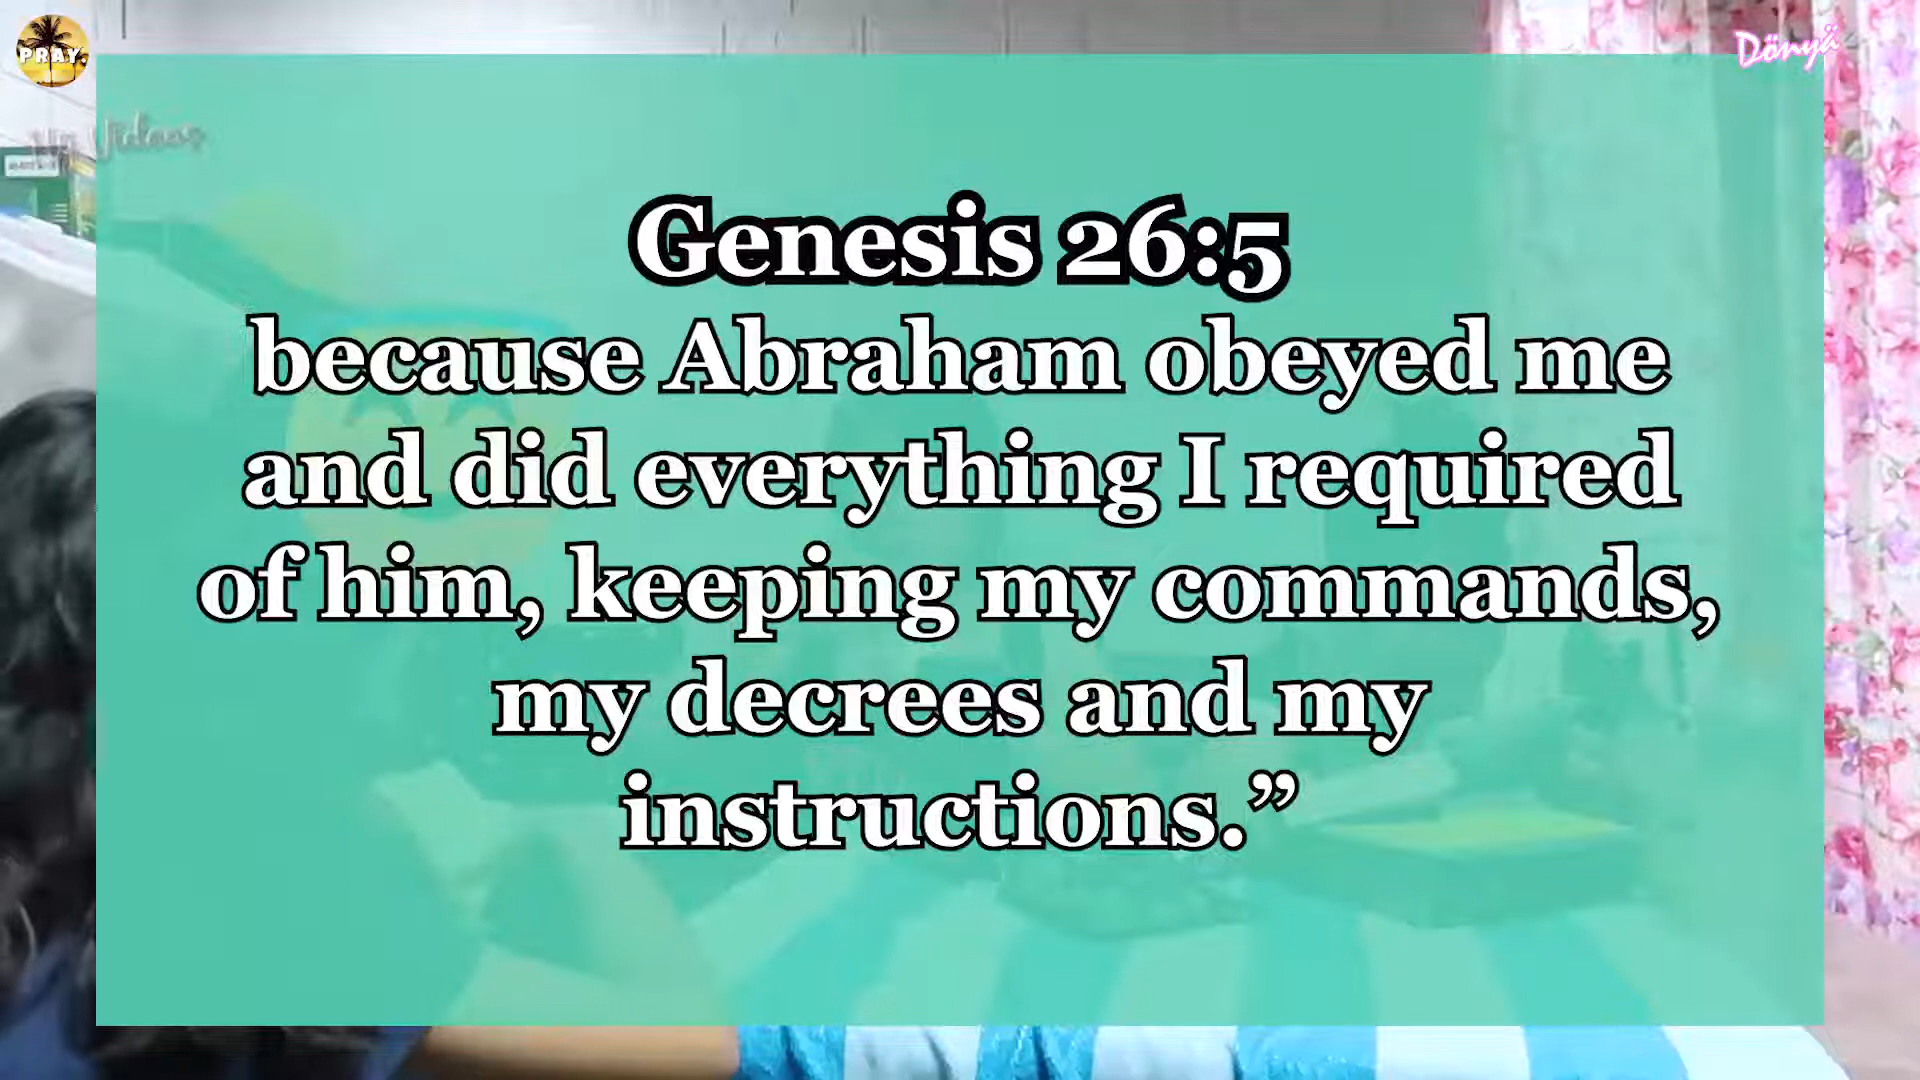 PRAY.
Dönyä
Videos
Genesis 26:5
because Abraham obeyed me
and did everything I required
of him, keeping my commands,
my decrees and my
instructions.”